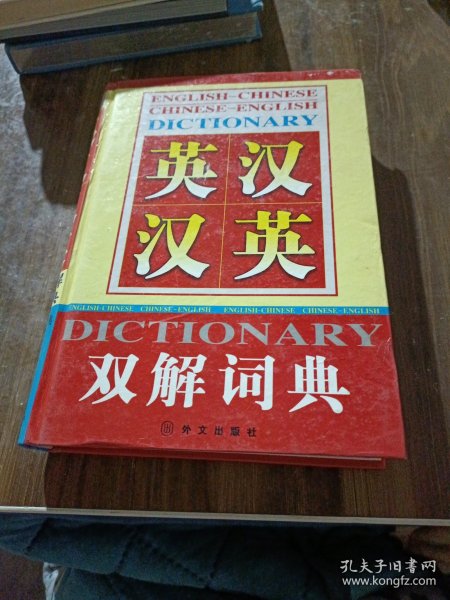 ENGLISH-CHINESE
CHINESE-ENGLISH
DICTIONARY
英汉
汉英
ENGLISH-CHINESE CHINESE-ENGLISH ENGLISH-CHINESE CHINESE-ENGLISH
DICTIONARY
双解词典
外文出版社
孔夫子旧书网
www.kongfz.com